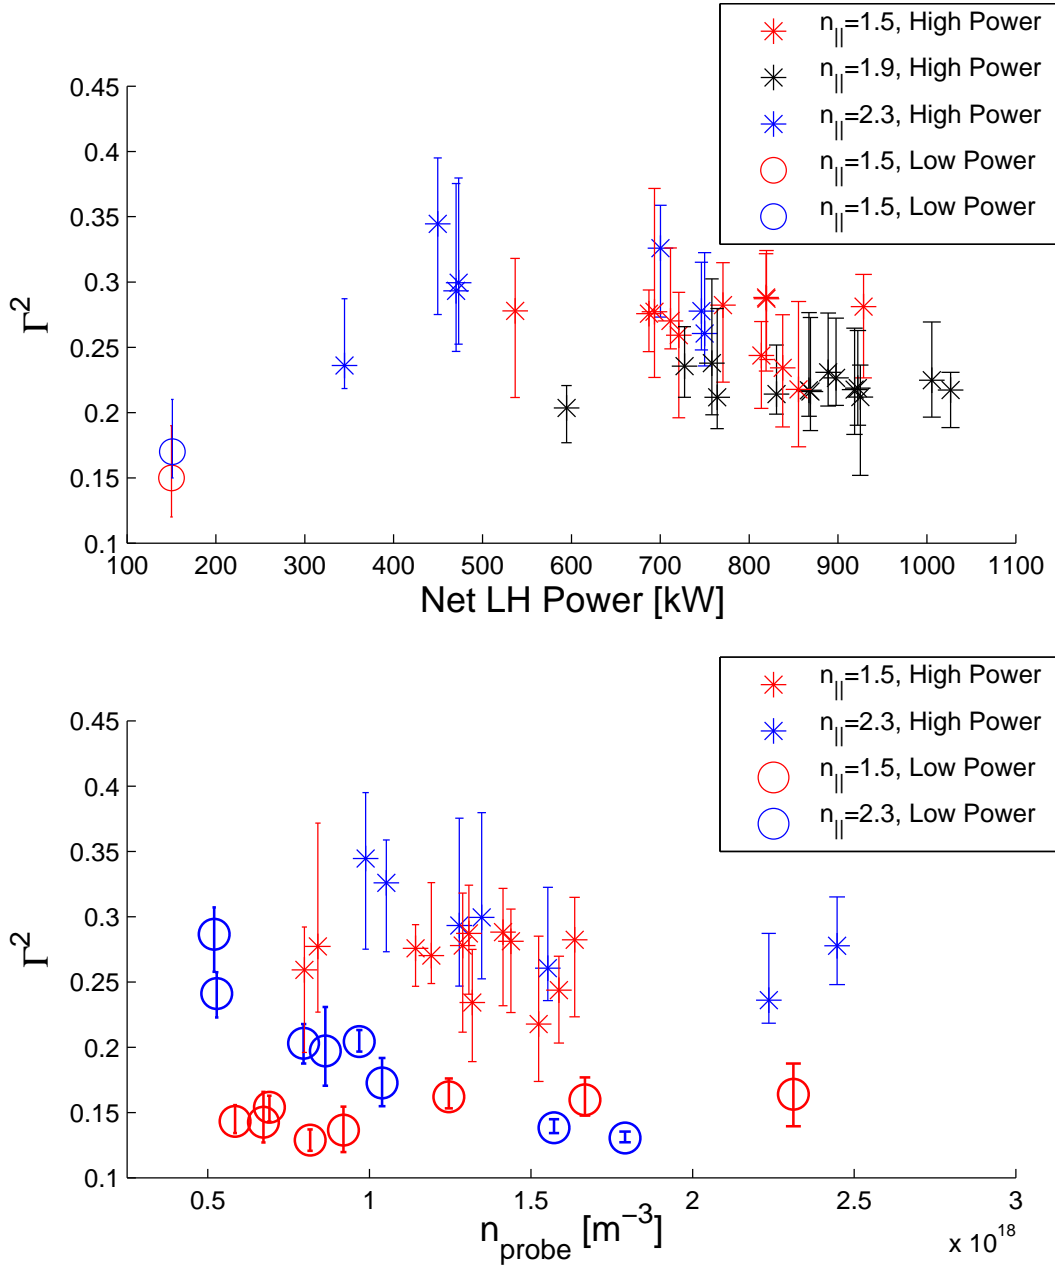 n||=1.5, High Power
n||=1.9, High Power
n||=2.3, High Power
n||=1.5, Low Power
n||=1.5, Low Power
0.45
0.4
0.35
0.3
0.25
0.2
0.15
0.1
Γ²
100 200 300 400 500 600 700 800 900 1000 1100
Net LH Power [kW]
n||=1.5, High Power
n||=2.3, High Power
n||=1.5, Low Power
n||=2.3, Low Power
0.45
0.4
0.35
0.3
0.25
0.2
0.15
0.1
Γ²
0.5 1 1.5 2 2.5 3
n_probe [m⁻³]
x 10¹⁸